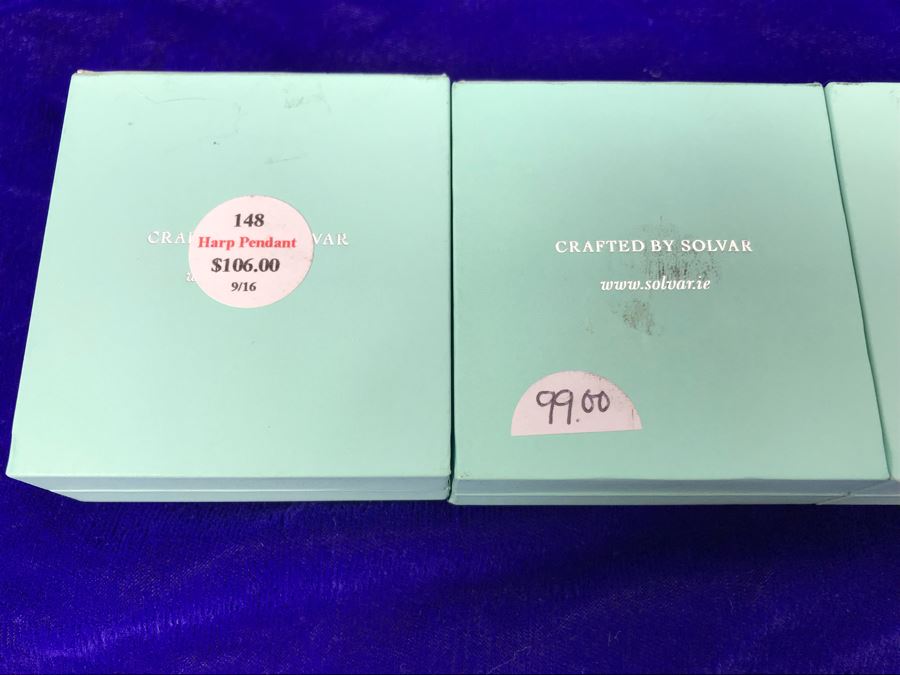 148
Harp Pendant
$106.00
9/16
CRAFTED BY SOLVAR
www.solvar.ie
99.00